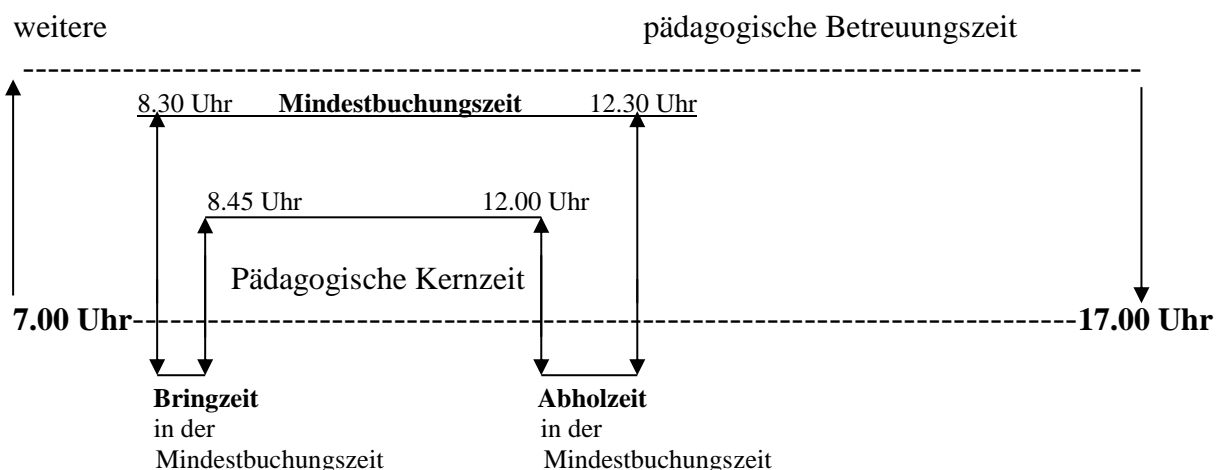 weitere pädagogische Betreuungszeit
8.30 Uhr Mindestbuchungszeit 12.30 Uhr
8.45 Uhr 12.00 Uhr
Pädagogische Kernzeit
7.00 Uhr 17.00 Uhr
Bringzeit Abholzeit
in der in der
Mindestbuchungszeit Mindestbuchungszeit